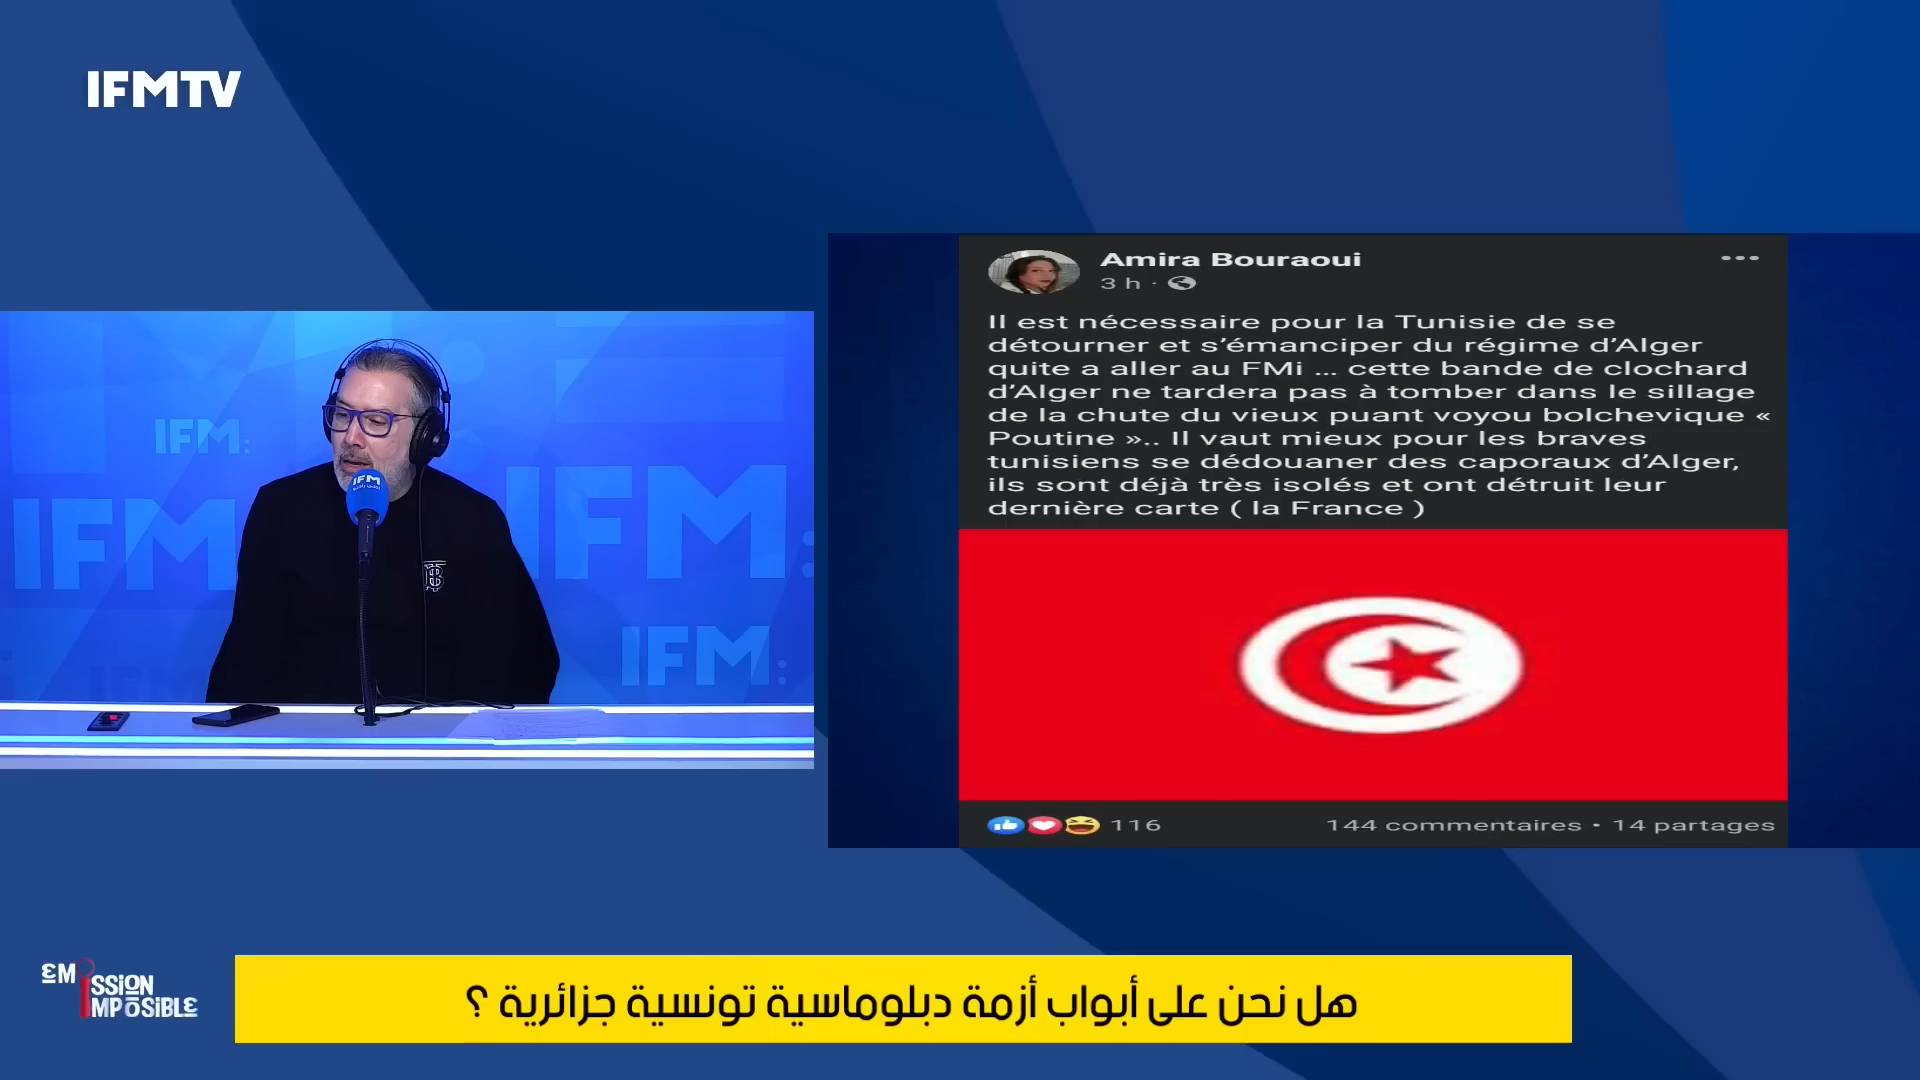 IFMTV
Amira Bouraoui
3 h ·
Il est nécessaire pour la Tunisie de se
détourner et s'émanciper du régime d'Alger
quite a aller au FMi ... cette bande de clochard
d'Alger ne tardera pas à tomber dans le sillage
de la chute du vieux puant voyou bolchevique «
Poutine ».. Il vaut mieux pour les braves
tunisiens se dédouaner des caporaux d'Alger,
ils sont déjà très isolés et ont détruit leur
dernière carte ( la France )
116
144 commentaires • 14 partages
IFM:
IFM
IFM
IFM:
IFM
IFM:
EMISSION
IMPOSIBLE
هل نحن على أبواب أزمة دبلوماسية تونسية جزائرية ؟